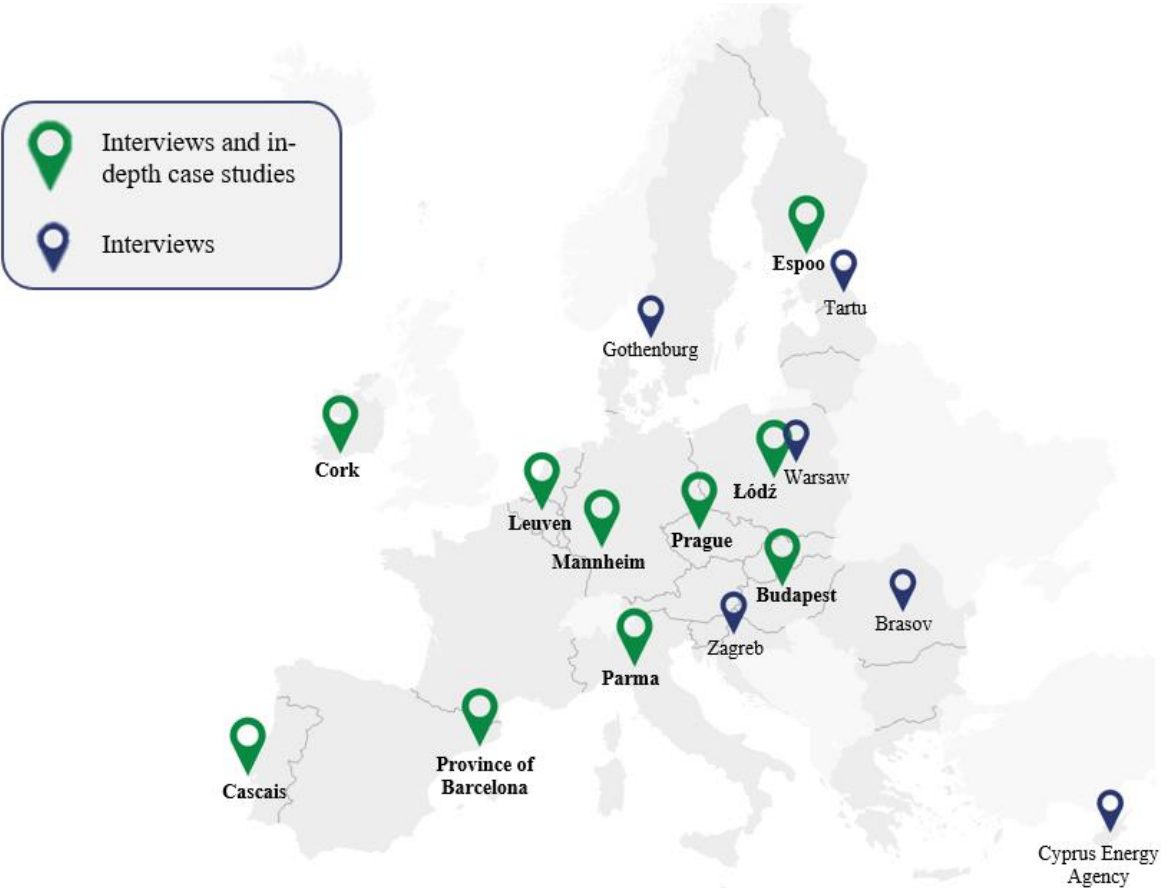 Interviews and in-
depth case studies
Interviews
Espoo
Tartu
Gothenburg
Cork
Warsaw
Łódź
Leuven
Prague
Mannheim
Budapest
Brasov
Zagreb
Parma
Province of
Barcelona
Cascais
Cyprus Energy
Agency